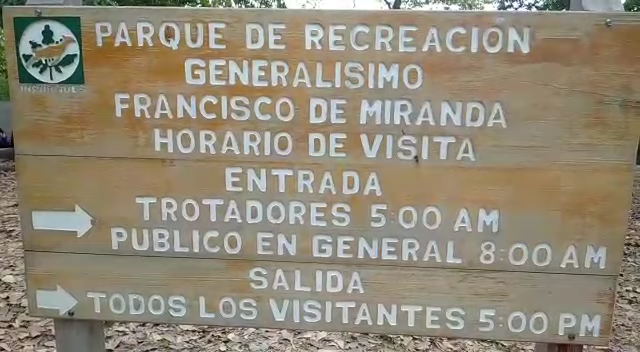 PARQUE DE RECREACIÓN
GENERALISIMO
FRANCISCO DE MIRANDA
HORARIO DE VISITA
ENTRADA
TROTADORES 5:00 AM
PUBLICO EN GENERAL 8:00 AM
SALIDA
TODOS LOS VISITANTES 5:00 PM